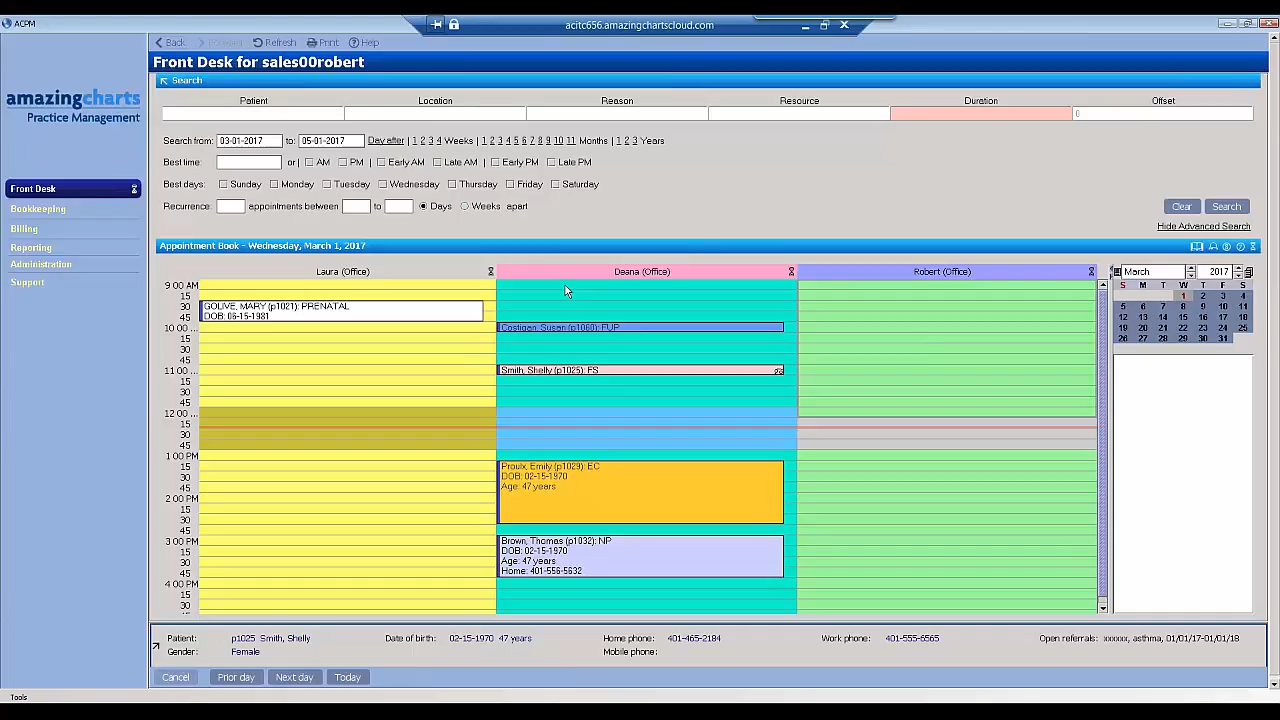 ACPM
acitc656.amazingchartscloud.com
Back Refresh Print Help
Front Desk for sales00robert
Search
amazingcharts
Practice Management
Patient Location Reason Resource Duration Offset
0
Search from: 03-01-2017 to: 05-01-2017 Day after | 1 2 3 4 Weeks | 1 2 3 4 5 6 7 8 9 10 11 Months | 1 2 3 Years
Best time: or | AM PM | Early AM Late AM | Early PM Late PM
Best days: Sunday Monday Tuesday Wednesday Thursday Friday Saturday
Recurrence: appointments between to Days Weeks apart
Clear Search
Hide Advanced Search
Front Desk
Bookkeeping
Billing
Reporting
Administration
Support
Appointment Book - Wednesday, March 1, 2017
Laura (Office) Deana (Office) Robert (Office)
March 2017
S M T W T F S
1 2 3 4
5 6 7 8 9 10 11
12 13 14 15 16 17 18
19 20 21 22 23 24 25
26 27 28 29 30 31
9:00 AM
15
30
45
GOLIVE, MARY (p1021): PRENATAL
DOB: 06-15-1981
10:00 ...
Costigan, Susan (p1060): FUP
15
30
45
11:00 ...
Smith, Shelly (p1025): FS
15
30
45
12:00 ...
15
30
45
1:00 PM
15
30
45
Proulx, Emily (p1029): EC
DOB: 02-15-1970
Age: 47 years
2:00 PM
15
30
45
3:00 PM
15
30
45
Brown, Thomas (p1032): NP
DOB: 02-15-1970
Age: 47 years
Home: 401-556-5632
4:00 PM
15
30
Patient: p1025 Smith, Shelly Date of birth: 02-15-1970 47 years Home phone: 401-465-2184 Work phone: 401-555-6565 Open referrals: xxxxxx, asthma, 01/01/17-01/01/18
Gender: Female Mobile phone:
Cancel Prior day Next day Today
Tools